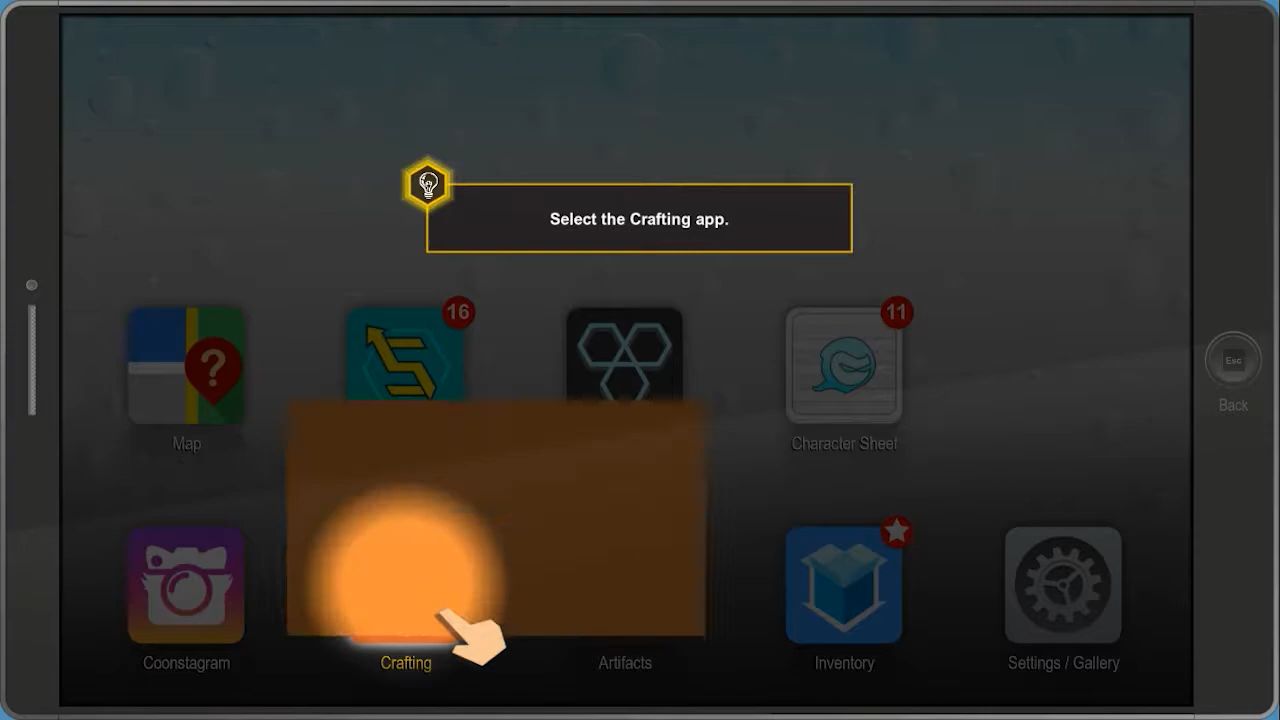 Select the Crafting app.
16
11
?
Esc
Back
Map
Character Sheet
Coonstagram
Crafting
Artifacts
Inventory
Settings / Gallery